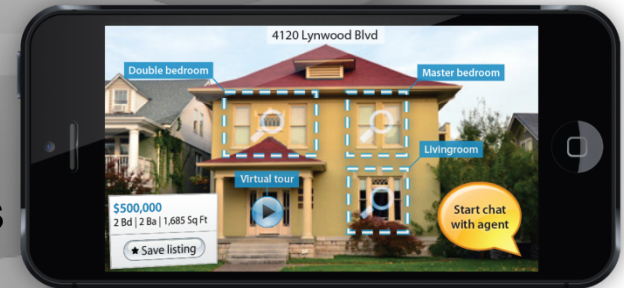 4120 Lynwood Blvd
Double bedroom
Master bedroom
Livingroom
Virtual tour
$500,000
2 Bd | 2 Ba | 1,685 Sq Ft
★ Save listing
Start chat
with agent
s